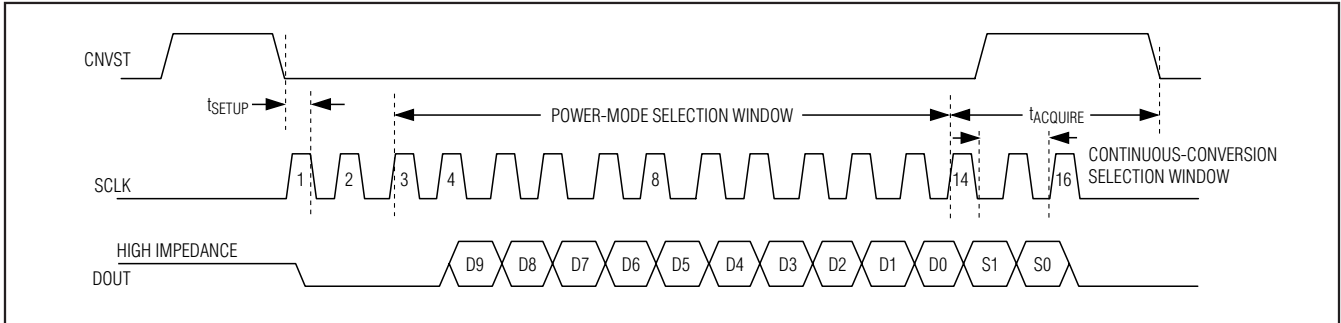 CNVST
tSETUP
POWER-MODE SELECTION WINDOW
tACQUIRE
CONTINUOUS-CONVERSION
SELECTION WINDOW
SCLK
1 2 3 4 8 14 16
HIGH IMPEDANCE
DOUT
D9 D8 D7 D6 D5 D4 D3 D2 D1 D0 S1 S0